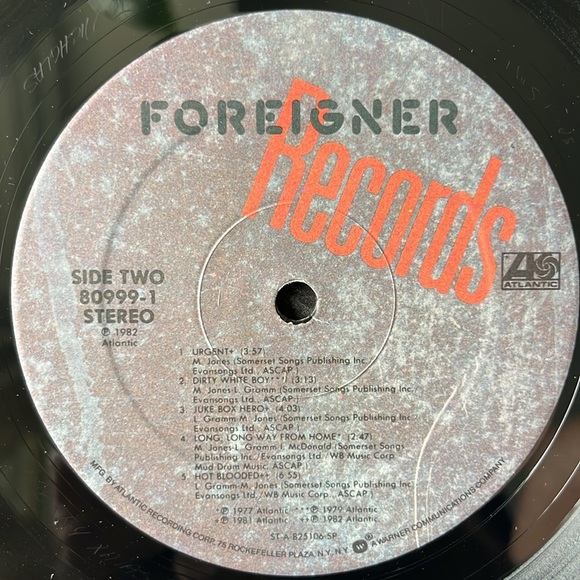 FOREIGNER
Records
ATLANTIC
SIDE TWO
80999-1
STEREO
℗ 1982
Atlantic
1. URGENT+ (3:57)
M. Jones (Somerset Songs Publishing Inc./
Evansongs Ltd., ASCAP)
2. DIRTY WHITE BOY*** (3:13)
M. Jones-L. Gramm (Somerset Songs Publishing Inc./
Evansongs Ltd., ASCAP)
3. JUKE BOX HERO+ (4:03)
L. Gramm-M. Jones (Somerset Songs Publishing Inc./
Evansongs Ltd., ASCAP)
4. LONG, LONG WAY FROM HOME* (2:47)
M. Jones-L. Gramm-I. McDonald (Somerset Songs
Publishing Inc./Evansongs Ltd./WB Music Corp.
Mud Drum Music, ASCAP)
5. HOT BLOODED++ (6:55)
L. Gramm-M. Jones (Somerset Songs Publishing Inc./
Evansongs Ltd./WB Music Corp., ASCAP)
*℗ 1977 Atlantic ***℗ 1979 Atlantic
+℗ 1981 Atlantic ++℗ 1982 Atlantic
ST-A-825106-SP
MFG. BY ATLANTIC RECORDING CORP., 75 ROCKEFELLER PLAZA, N.Y., N.Y. A WARNER COMMUNICATIONS COMPANY